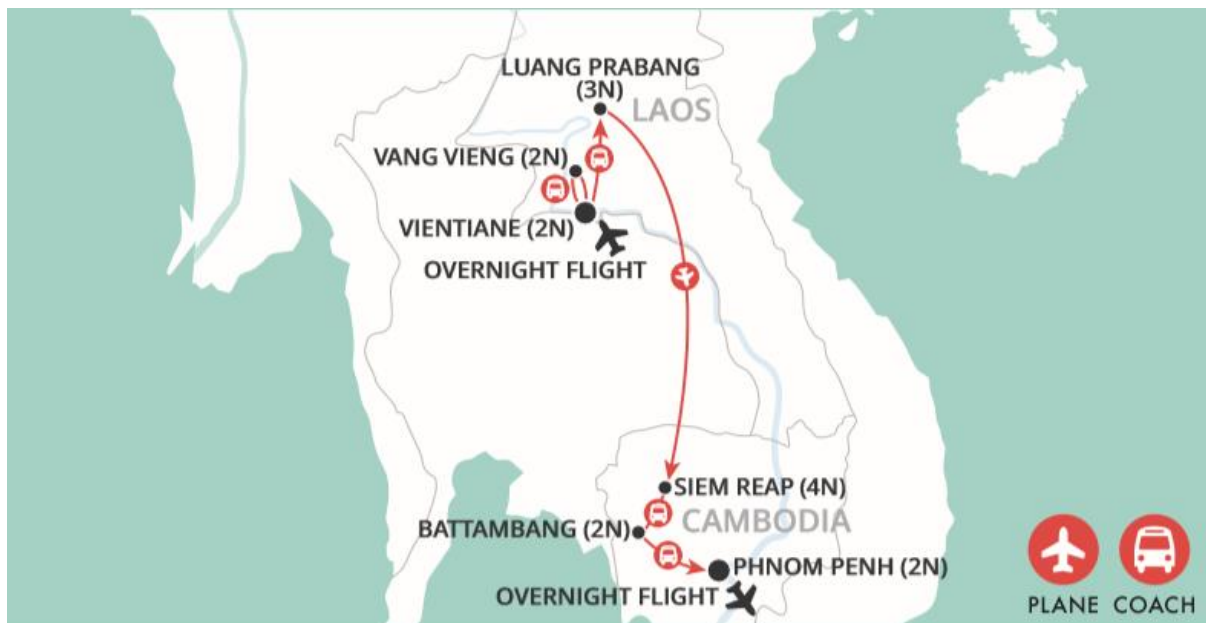 LUANG PRABANG
(3N)
LAOS
VANG VIENG (2N)
VIENTIANE (2N)
OVERNIGHT FLIGHT
SIEM REAP (4N)
CAMBODIA
BATTAMBANG (2N)
PHNOM PENH (2N)
OVERNIGHT FLIGHT
PLANE COACH